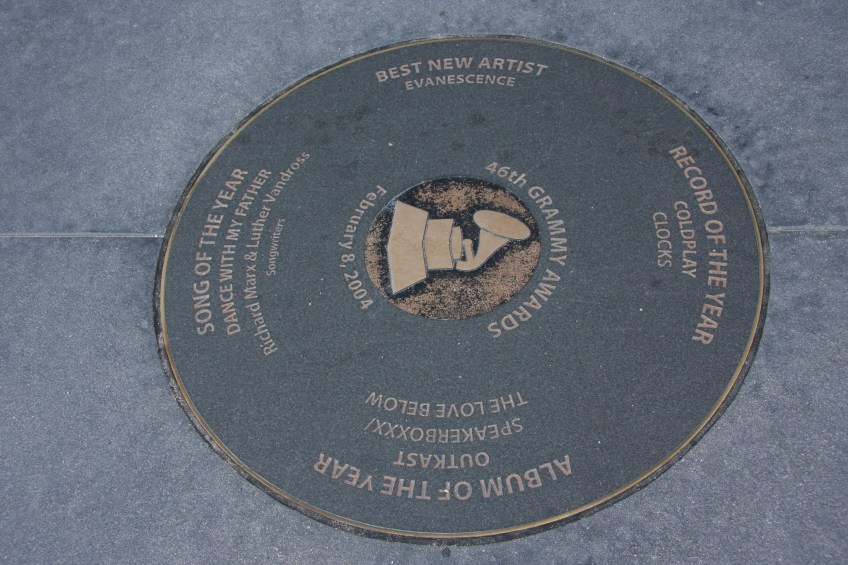 BEST NEW ARTIST
EVANESCENCE
RECORD OF THE YEAR
COLDPLAY
CLOCKS
ALBUM OF THE YEAR
OUTKAST
SPEAKERBOXXX/
THE LOVE BELOW
SONG OF THE YEAR
DANCE WITH MY FATHER
Richard Marx & Luther Vandross
Songwriters
46th GRAMMY AWARDS
February 8, 2004